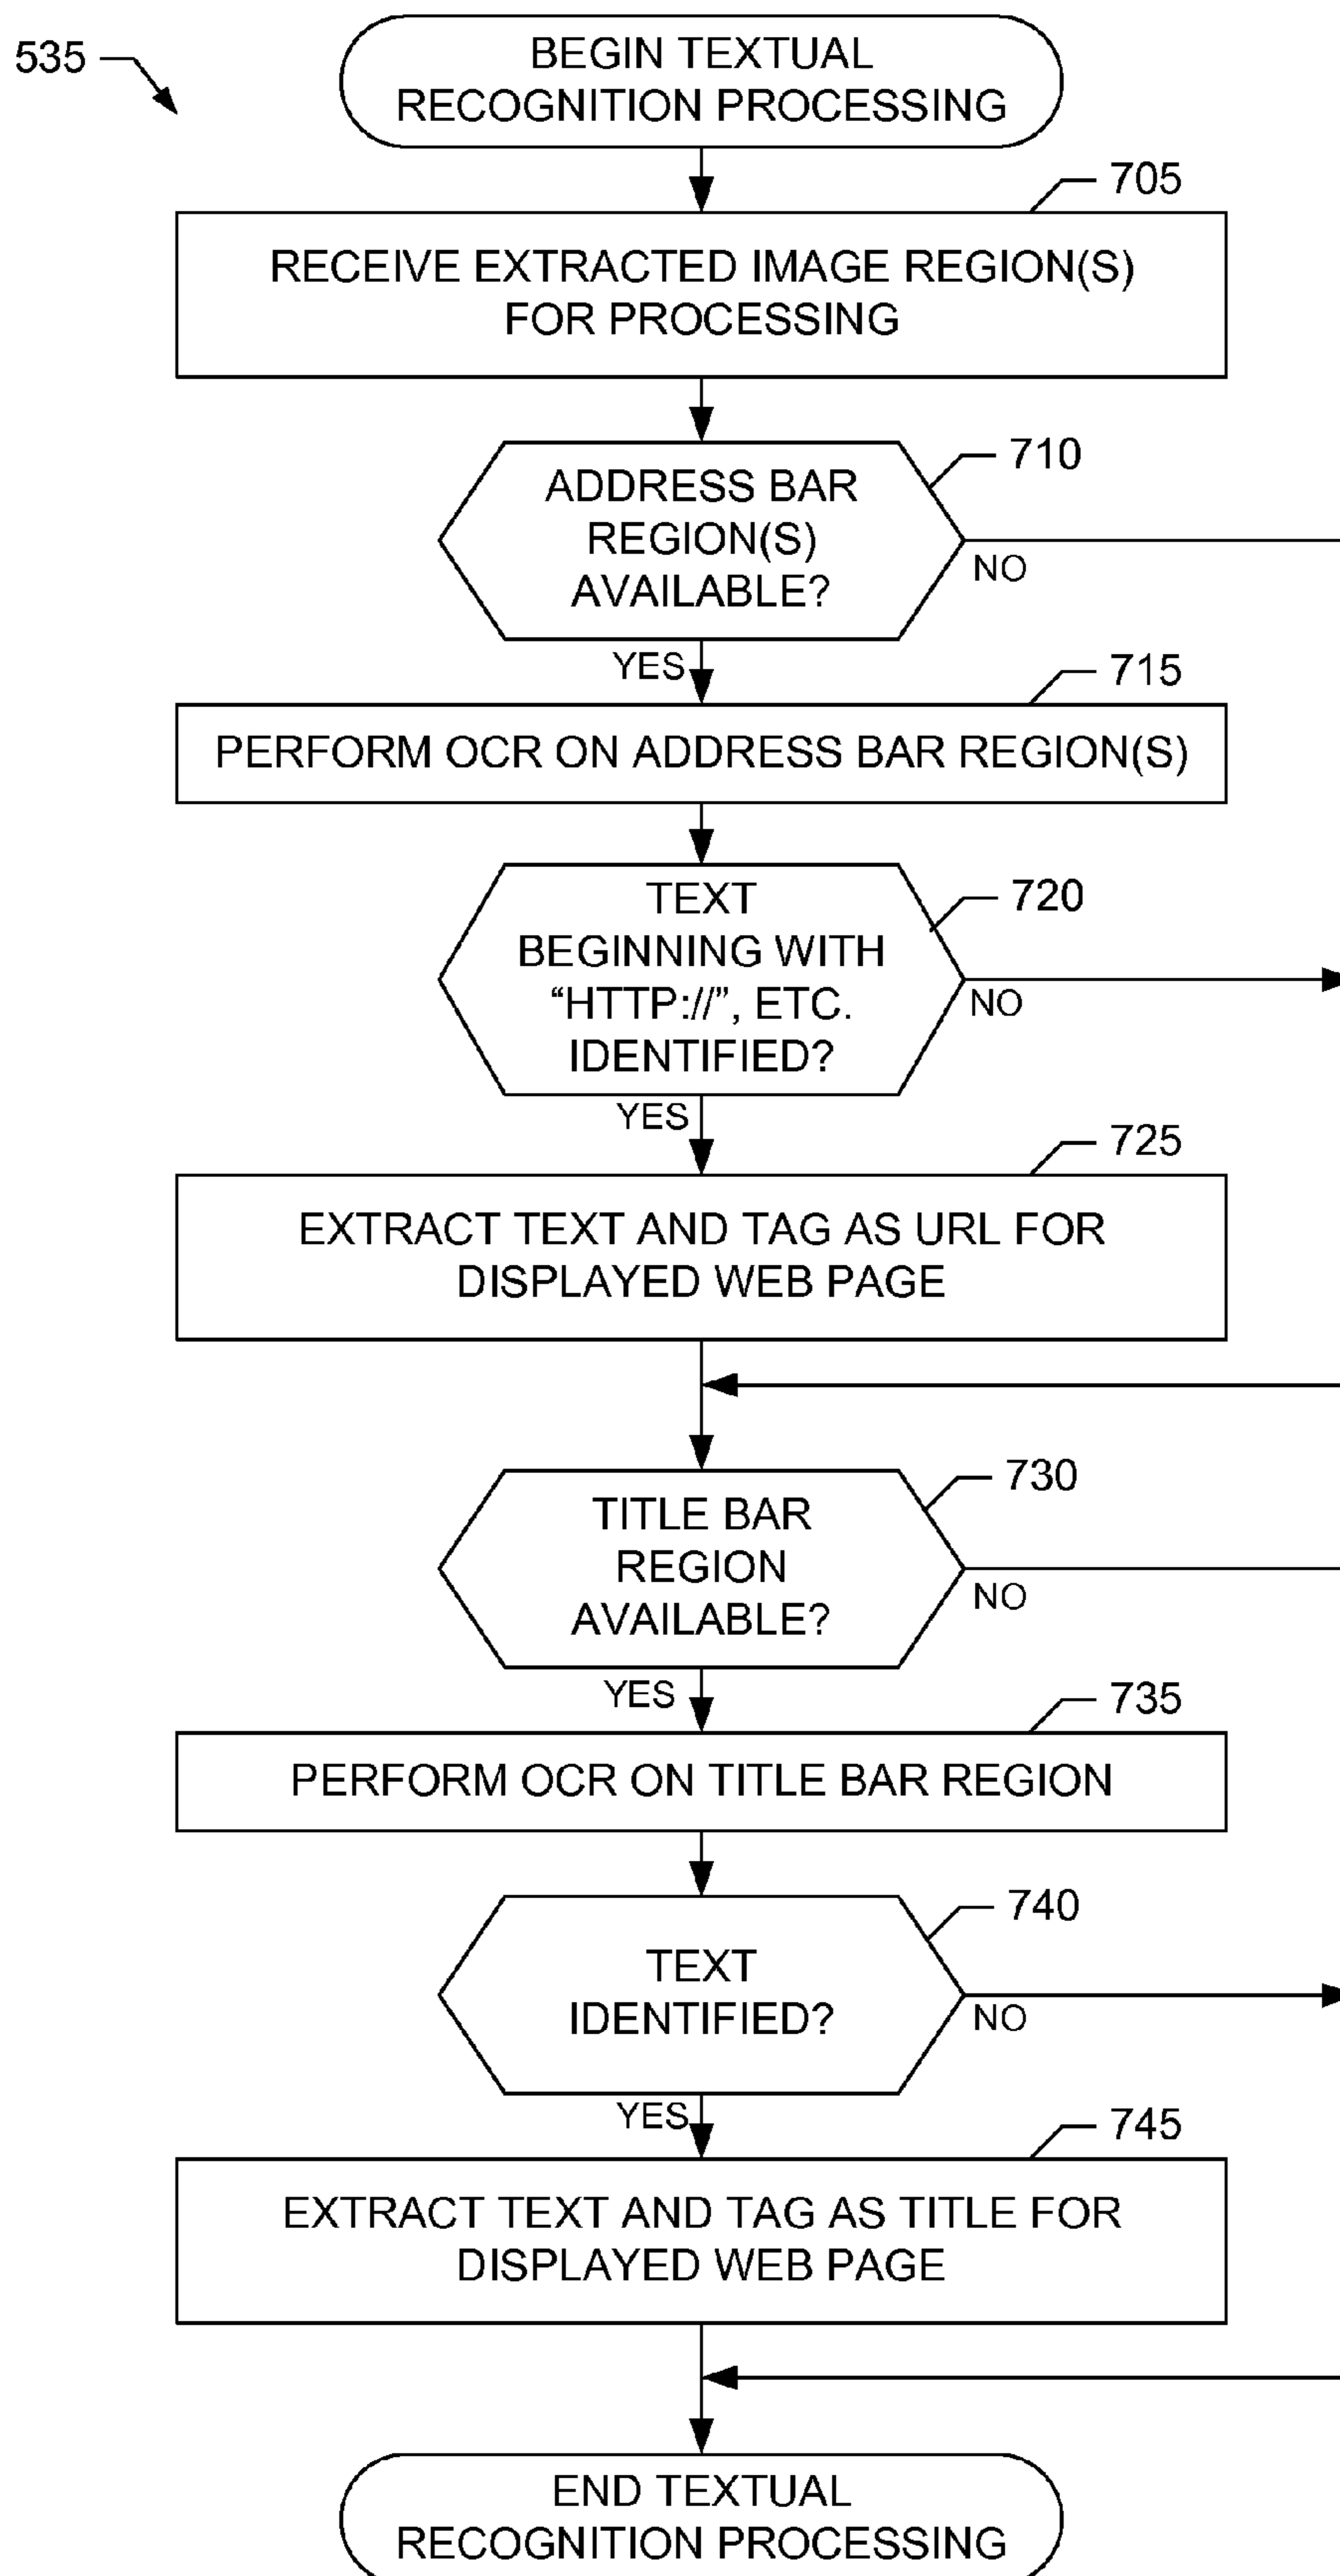 535
BEGIN TEXTUAL
RECOGNITION PROCESSING
705
RECEIVE EXTRACTED IMAGE REGION(S)
FOR PROCESSING
710
ADDRESS BAR
REGION(S)
AVAILABLE?
NO
YES
715
PERFORM OCR ON ADDRESS BAR REGION(S)
720
TEXT
BEGINNING WITH
“HTTP://”, ETC.
IDENTIFIED?
NO
YES
725
EXTRACT TEXT AND TAG AS URL FOR
DISPLAYED WEB PAGE
730
TITLE BAR
REGION
AVAILABLE?
NO
YES
735
PERFORM OCR ON TITLE BAR REGION
740
TEXT
IDENTIFIED?
NO
YES
745
EXTRACT TEXT AND TAG AS TITLE FOR
DISPLAYED WEB PAGE
END TEXTUAL
RECOGNITION PROCESSING